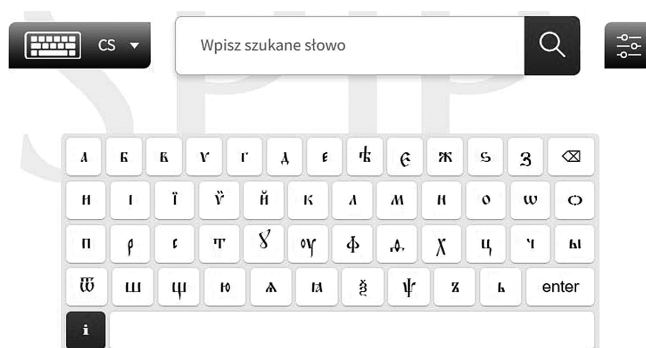 CS Wpisz szukane słowo
а б в ѵ г д е ѣ є ж ѕ з
и і ї ѷ й к л м н о ѡ ѻ
п р с т ꙋ ѹ ф х ц ч ы
ѿ ш щ ю ѧ ꙗ ѯ ѱ ъ ь enter
i